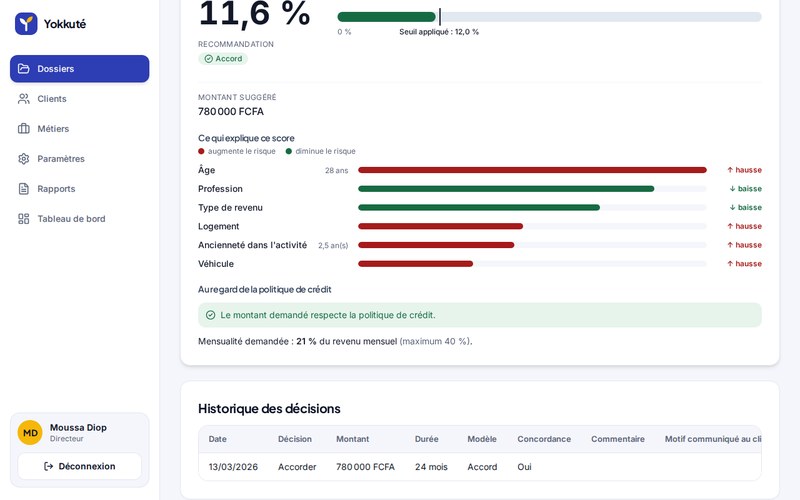 Yokkuté
Dossiers
Clients
Métiers
Paramètres
Rapports
Tableau de bord
MD
Moussa Diop
Directeur
Déconnexion
11,6 %
0 %
Seuil appliqué : 12,0 %
RECOMMANDATION
Accord
MONTANT SUGGÉRÉ
780 000 FCFA
Ce qui explique ce score
augmente le risque
diminue le risque
Âge 28 ans ↑ hausse
Profession ↓ baisse
Type de revenu ↓ baisse
Logement ↑ hausse
Ancienneté dans l'activité 2,5 an(s) ↑ hausse
Véhicule ↑ hausse
Au regard de la politique de crédit
Le montant demandé respecte la politique de crédit.
Mensualité demandée : 21 % du revenu mensuel (maximum 40 %).
Historique des décisions
Date Décision Montant Durée Modèle Concordance Commentaire Motif communiqué au cli
13/03/2026 Accorder 780 000 FCFA 24 mois Accord Oui